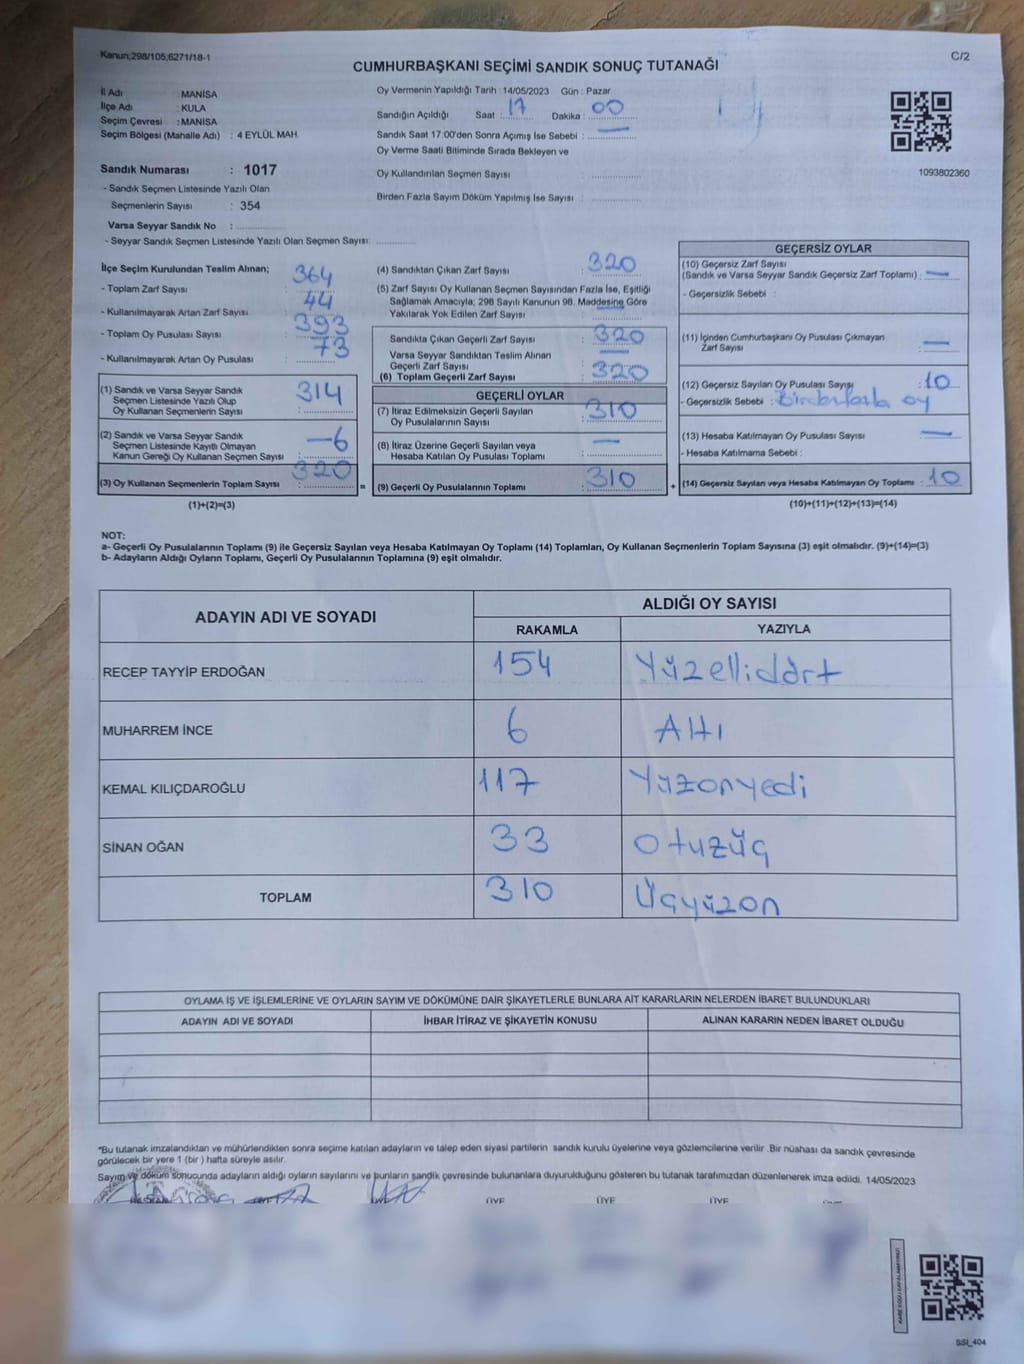 Kanun;298/105,6271/18-1
C/2
CUMHURBAŞKANI SEÇİMİ SANDIK SONUÇ TUTANAĞI
İl Adı : MANİSA
İlçe Adı : KULA
Seçim Çevresi : MANİSA
Seçim Bölgesi (Mahalle Adı) : 4 EYLÜL MAH.
Sandık Numarası : 1017
- Sandık Seçmen Listesinde Yazılı Olan
Seçmenlerin Sayısı : 354
Varsa Seyyar Sandık No :
- Seyyar Sandık Seçmen Listesinde Yazılı Olan Seçmen Sayısı:
Oy Vermenin Yapıldığı Tarih : 14/05/2023 Gün : Pazar
Sandığın Açıldığı Saat : 17 Dakika : 00
Sandık Saat 17:00'den Sonra Açımış İse Sebebi : —
Oy Verme Saati Bitiminde Sırada Bekleyen ve
Oy Kullandırılan Seçmen Sayısı :
Birden Fazla Sayım Döküm Yapılmış İse Sayısı :
1093802360
İlçe Seçim Kurulundan Teslim Alınan;
- Toplam Zarf Sayısı : 364
- Kullanılmayarak Artan Zarf Sayısı : 44
- Toplam Oy Pusulası Sayısı : 393
- Kullanılmayarak Artan Oy Pusulası : 73
(1) Sandık ve Varsa Seyyar Sandık
Seçmen Listesinde Yazılı Olup
Oy Kullanan Seçmenlerin Sayısı : 314
(2) Sandık ve Varsa Seyyar Sandık
Seçmen Listesinde Kayıtlı Olmayan
Kanun Gereği Oy Kullanan Seçmen Sayısı : —6
(3) Oy Kullanan Seçmenlerin Toplam Sayısı : 320
(1)+(2)=(3)
(4) Sandıktan Çıkan Zarf Sayısı : 320
(5) Zarf Sayısı Oy Kullanan Seçmen Sayısından Fazla İse, Eşitliği
Sağlamak Amacıyla; 298 Sayılı Kanunun 98. Maddesine Göre
Yakılarak Yok Edilen Zarf Sayısı : —
Sandıkta Çıkan Geçerli Zarf Sayısı : 320
Varsa Seyyar Sandıktan Teslim Alınan
Geçerli Zarf Sayısı : —
(6) Toplam Geçerli Zarf Sayısı : 320
GEÇERLİ OYLAR
(7) İtiraz Edilmeksizin Geçerli Sayılan
Oy Pusulalarının Sayısı : 310
(8) İtiraz Üzerine Geçerli Sayılan veya
Hesaba Katılan Oy Pusulası Toplamı : —
= (9) Geçerli Oy Pusulalarının Toplamı : 310 +
GEÇERSİZ OYLAR
(10) Geçersiz Zarf Sayısı
(Sandık ve Varsa Seyyar Sandık Geçersiz Zarf Toplamı) : —
- Geçersizlik Sebebi :
(11) İçinden Cumhurbaşkanı Oy Pusulası Çıkmayan
Zarf Sayısı : —
(12) Geçersiz Sayılan Oy Pusulası Sayısı : 10
- Geçersizlik Sebebi : Birden fazla oy
(13) Hesaba Katılmayan Oy Pusulası Sayısı : —
- Hesaba Katılmama Sebebi :
(14) Geçersiz Sayılan veya Hesaba Katılmayan Oy Toplamı : 10
(10)+(11)+(12)+(13)=(14)
NOT:
a- Geçerli Oy Pusulalarının Toplamı (9) ile Geçersiz Sayılan veya Hesaba Katılmayan Oy Toplamı (14) Toplamları, Oy Kullanan Seçmenlerin Toplam Sayısına (3) eşit olmalıdır. (9)+(14)=(3)
b- Adayların Aldığı Oyların Toplamı, Geçerli Oy Pusulalarının Toplamına (9) eşit olmalıdır.
ADAYIN ADI VE SOYADI ALDIĞI OY SAYISI
RAKAMLA YAZIYLA
RECEP TAYYİP ERDOĞAN 154 Yüzellidört
MUHARREM İNCE 6 Altı
KEMAL KILIÇDAROĞLU 117 Yüzonyedi
SİNAN OĞAN 33 Otuzüç
TOPLAM 310 Üçyüzon
OYLAMA İŞ VE İŞLEMLERİNE VE OYLARIN SAYIM VE DÖKÜMÜNE DAİR ŞİKAYETLERLE BUNLARA AİT KARARLARIN NELERDEN İBARET BULUNDUKLARI
ADAYIN ADI VE SOYADI İHBAR İTİRAZ VE ŞİKAYETİN KONUSU ALINAN KARARIN NEDEN İBARET OLDUĞU
"Bu tutanak imzalandıktan ve mühürlendikten sonra seçime katılan adayların ve talep eden siyasi partilerin sandık kurulu üyelerine veya gözlemcilerine verilir. Bir nüshası da sandık çevresinde
görülecek bir yere 1 (bir ) hafta süreyle asılır.
Sayım ve döküm sonucunda adayların aldığı oyların sayılarını ve bunların sandık çevresinde bulunanlara duyurulduğunu gösteren bu tutanak tarafımızdan düzenlenerek imza edildi. 14/05/2023
ÜYE ÜYE ÜYE
SSI_404